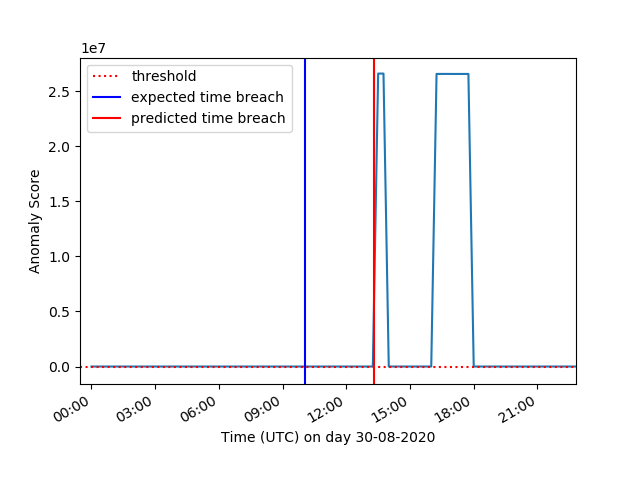 1e7
threshold
expected time breach
predicted time breach
2.5
2.0
1.5
1.0
0.5
0.0
Anomaly Score
00:00 03:00 06:00 09:00 12:00 15:00 18:00 21:00
Time (UTC) on day 30-08-2020